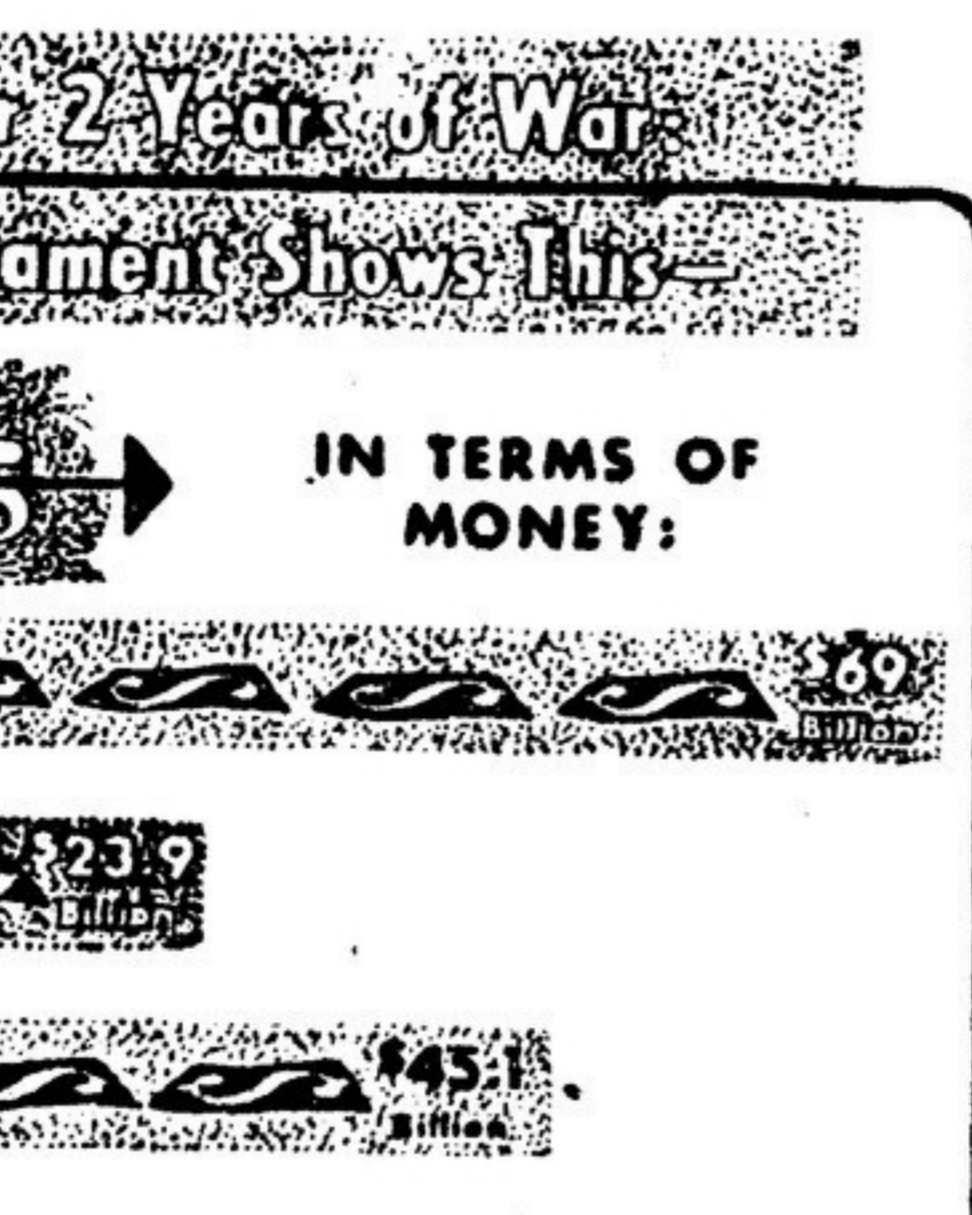 2 Years of War:
ament Shows This—
IN TERMS OF
MONEY:
$69
Billion
$23.9
Billion
$45.1
Billion